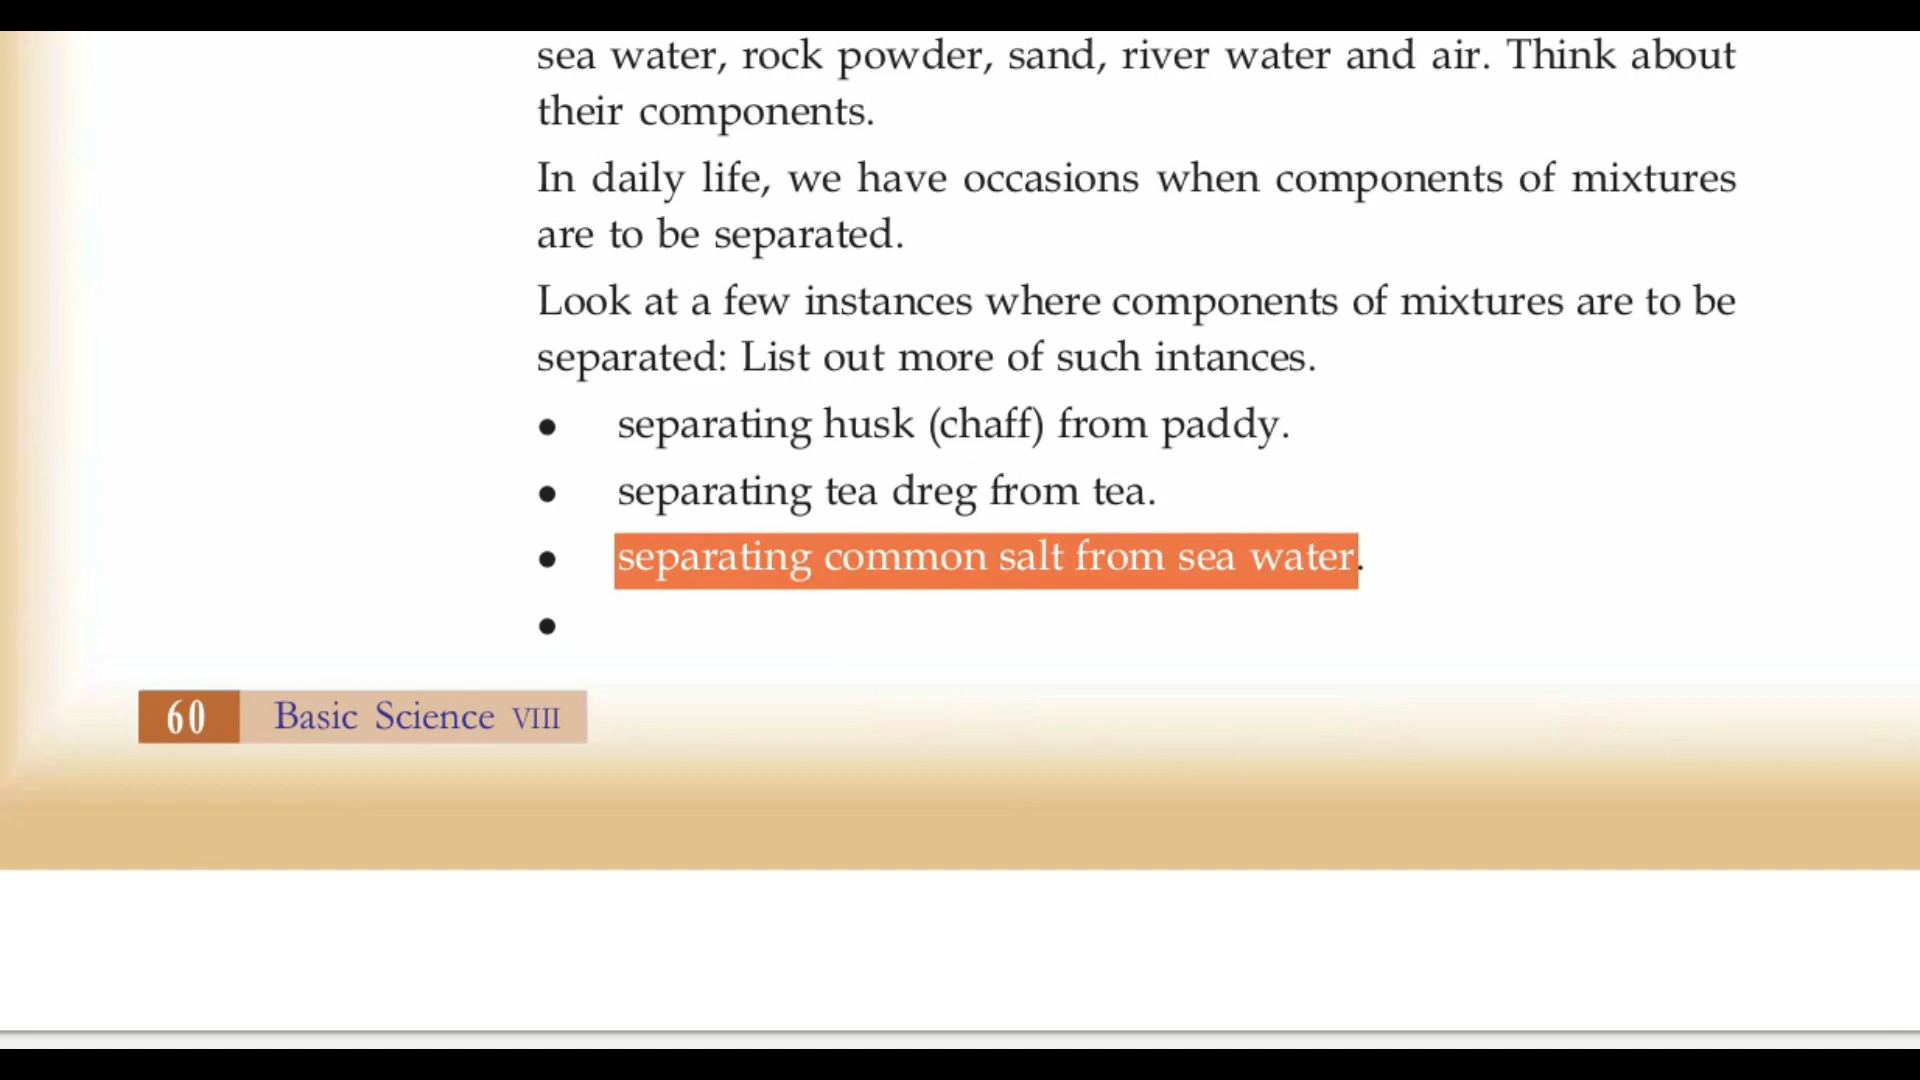 sea water, rock powder, sand, river water and air. Think about
their components.
In daily life, we have occasions when components of mixtures
are to be separated.
Look at a few instances where components of mixtures are to be
separated: List out more of such intances.
• separating husk (chaff) from paddy.
• separating tea dreg from tea.
• separating common salt from sea water.
•
60 Basic Science VIII